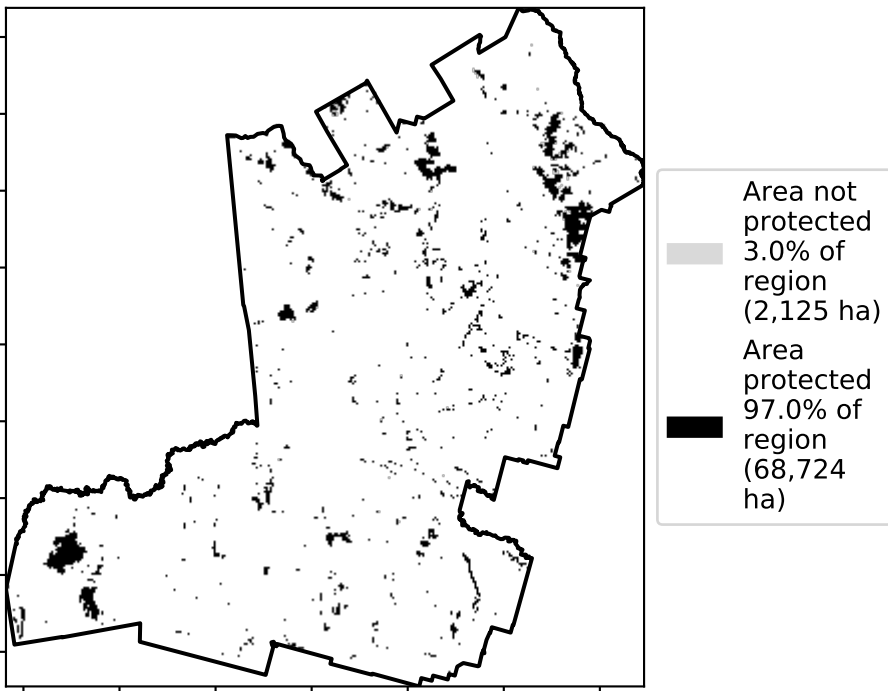 Area not
protected
3.0% of
region
(2,125 ha)
Area
protected
97.0% of
region
(68,724
ha)